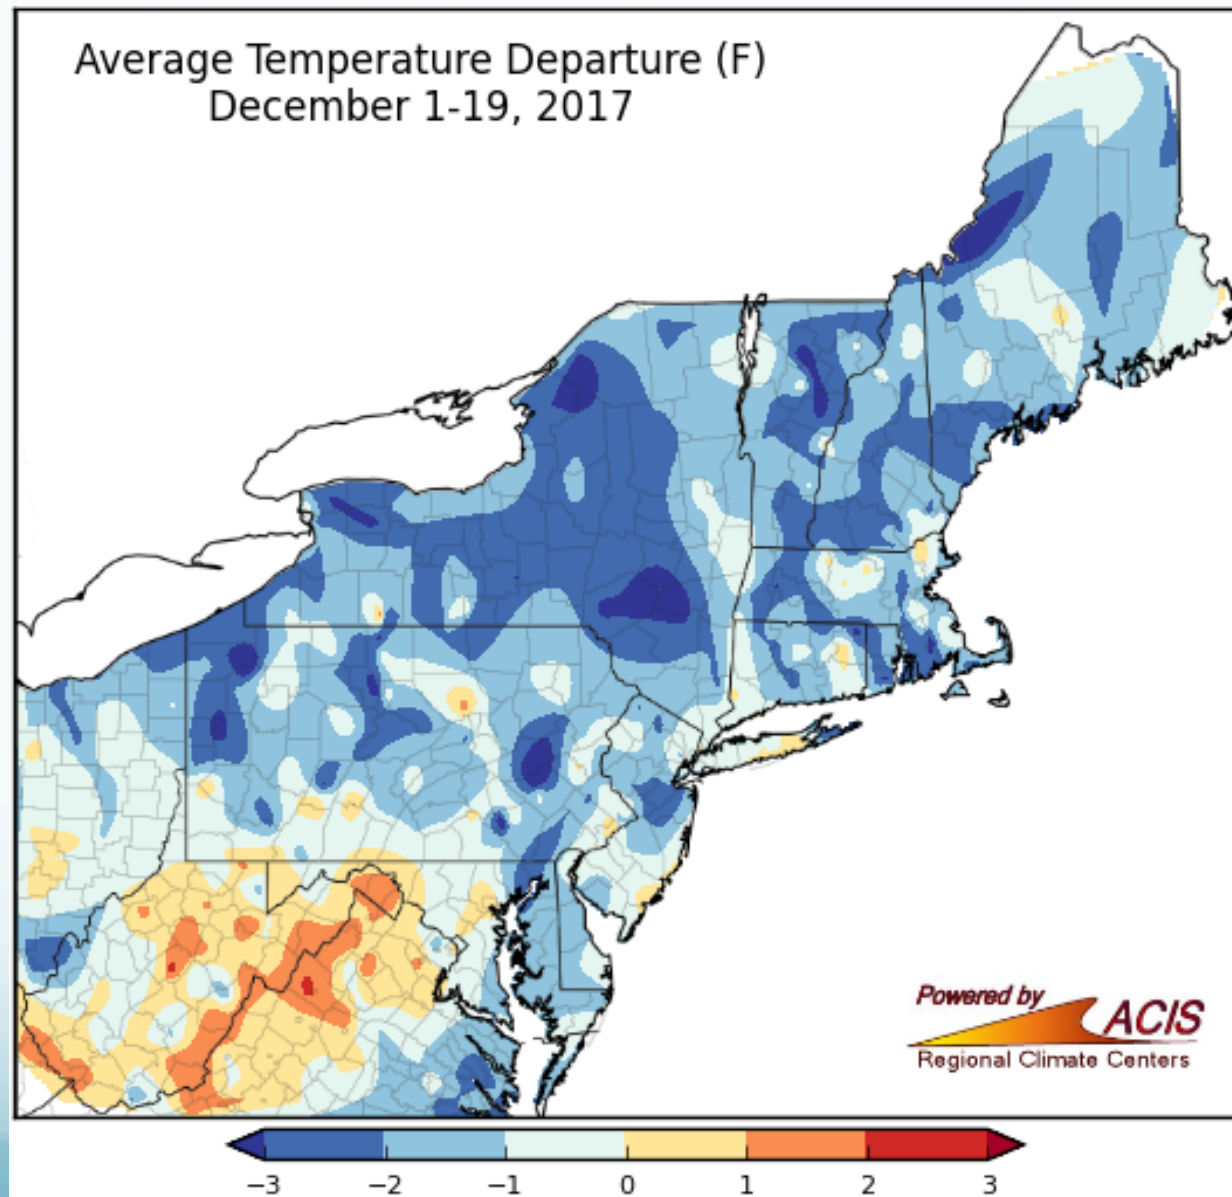 Average Temperature Departure (F)
December 1-19, 2017
Powered by
ACIS
Regional Climate Centers
−3 −2 −1 0 1 2 3